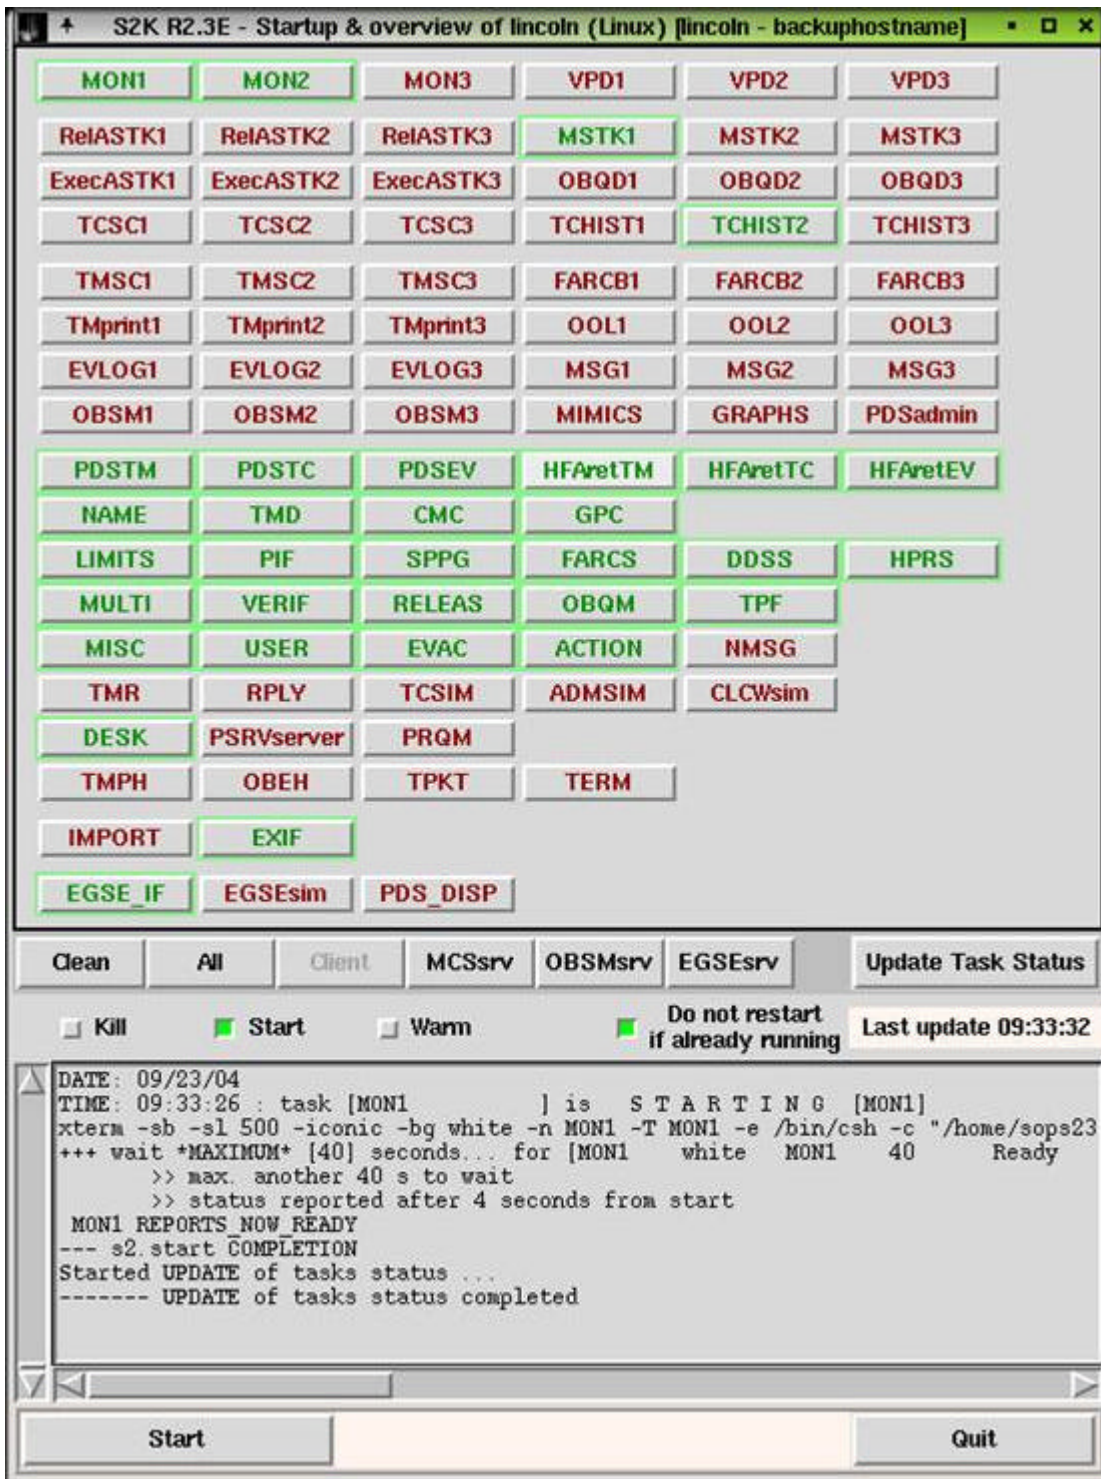 S2K R2.3E - Startup & overview of lincoln (Linux) [lincoln - backuphostname]
MON1 MON2 MON3 VPD1 VPD2 VPD3
RelASTK1 RelASTK2 RelASTK3 MSTK1 MSTK2 MSTK3
ExecASTK1 ExecASTK2 ExecASTK3 OBQD1 OBQD2 OBQD3
TCSC1 TCSC2 TCSC3 TCHIST1 TCHIST2 TCHIST3
TMSC1 TMSC2 TMSC3 FARCB1 FARCB2 FARCB3
TMprint1 TMprint2 TMprint3 OOL1 OOL2 OOL3
EVLOG1 EVLOG2 EVLOG3 MSG1 MSG2 MSG3
OBSM1 OBSM2 OBSM3 MIMICS GRAPHS PDSadmin
PDSTM PDSTC PDSEV HFAretTM HFAretTC HFAretEV
NAME TMD CMC GPC
LIMITS PIF SPPG FARCS DDSS HPRS
MULTI VERIF RELEAS OBQM TPF
MISC USER EVAC ACTION NMSG
TMR RPLY TCSIM ADMSIM CLCWsim
DESK PSRVserver PRQM
TMPH OBEH TPKT TERM
IMPORT EXIF
EGSE_IF EGSEsim PDS_DISP
Clean All Client MCSsrv OBSMsrv EGSEsrv Update Task Status
Kill Start Warm Do not restart
if already running Last update 09:33:32
DATE: 09/23/04
TIME: 09:33:26 : task [MON1 ] is S T A R T I N G [MON1]
xterm -sb -sl 500 -iconic -bg white -n MON1 -T MON1 -e /bin/csh -c "/home/sops23
+++ wait *MAXIMUM* [40] seconds... for [MON1 white MON1 40 Ready
>> max. another 40 s to wait
>> status reported after 4 seconds from start
MON1 REPORTS_NOW_READY
--- s2.start COMPLETION
Started UPDATE of tasks status ...
------- UPDATE of tasks status completed
Start Quit